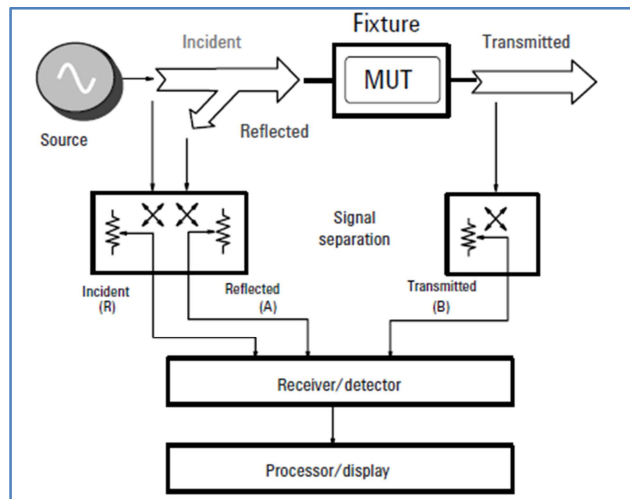 Fixture
Incident
Transmitted
MUT
Reflected
Source
Signal
separation
Incident
(R)
Reflected
(A)
Transmitted
(B)
Receiver/detector
Processor/display